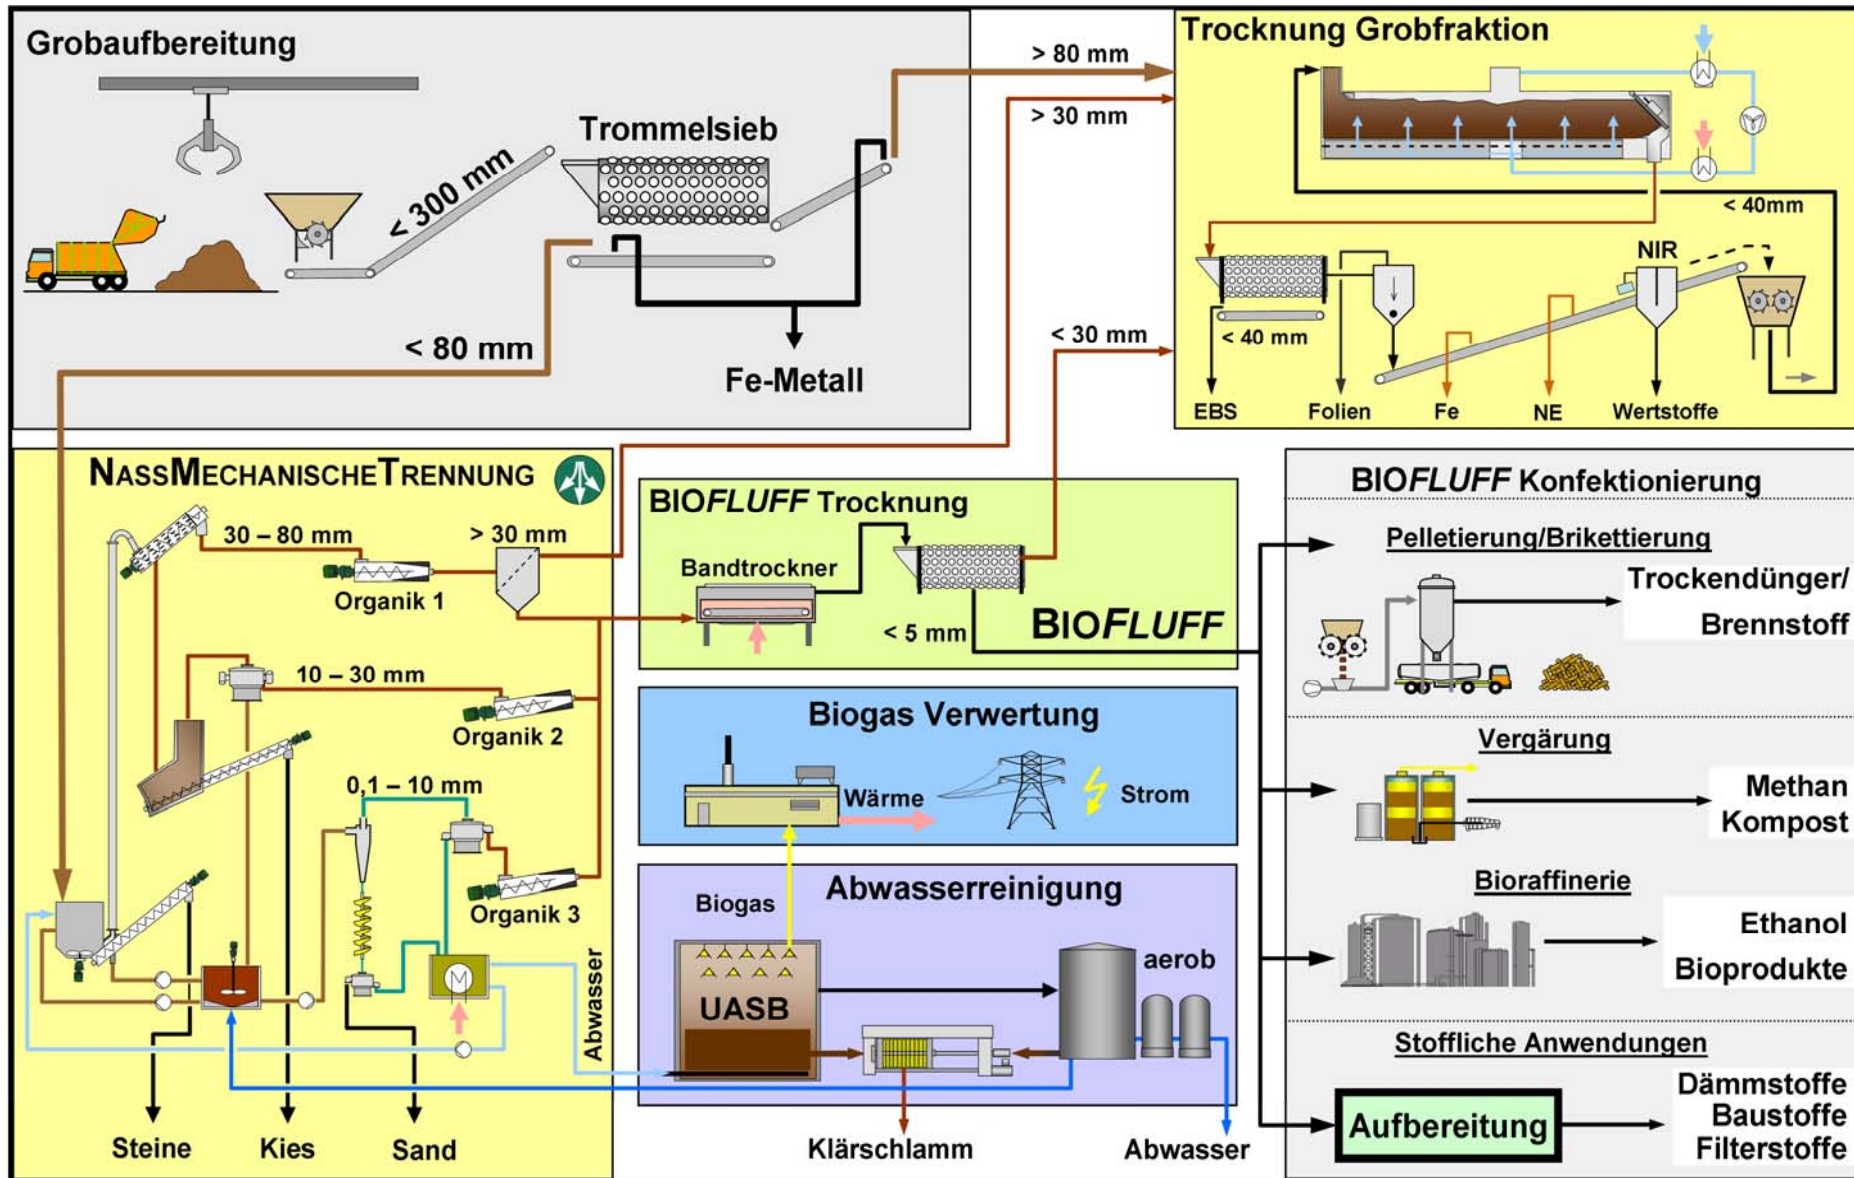 Grobaufbereitung
Trommelsieb
< 300 mm
< 80 mm
Fe-Metall
> 80 mm
> 30 mm
< 30 mm
Trocknung Grobfraktion
< 40mm
NIR
< 40 mm
EBS
Folien
Fe
NE
Wertstoffe
NASSMECHANISCHETRENNUNG
30 – 80 mm
> 30 mm
Organik 1
10 – 30 mm
Organik 2
0,1 – 10 mm
Organik 3
Abwasser
Steine
Kies
Sand
BIOFLUFF Trocknung
Bandtrockner
< 5 mm
BIOFLUFF
Biogas Verwertung
Wärme
Strom
Abwasserreinigung
Biogas
UASB
aerob
Klärschlamm
Abwasser
BIOFLUFF Konfektionierung
Pelletierung/Brikettierung
Trockendünger/
Brennstoff
Vergärung
Methan
Kompost
Bioraffinerie
Ethanol
Bioprodukte
Stoffliche Anwendungen
Aufbereitung
Dämmstoffe
Baustoffe
Filterstoffe